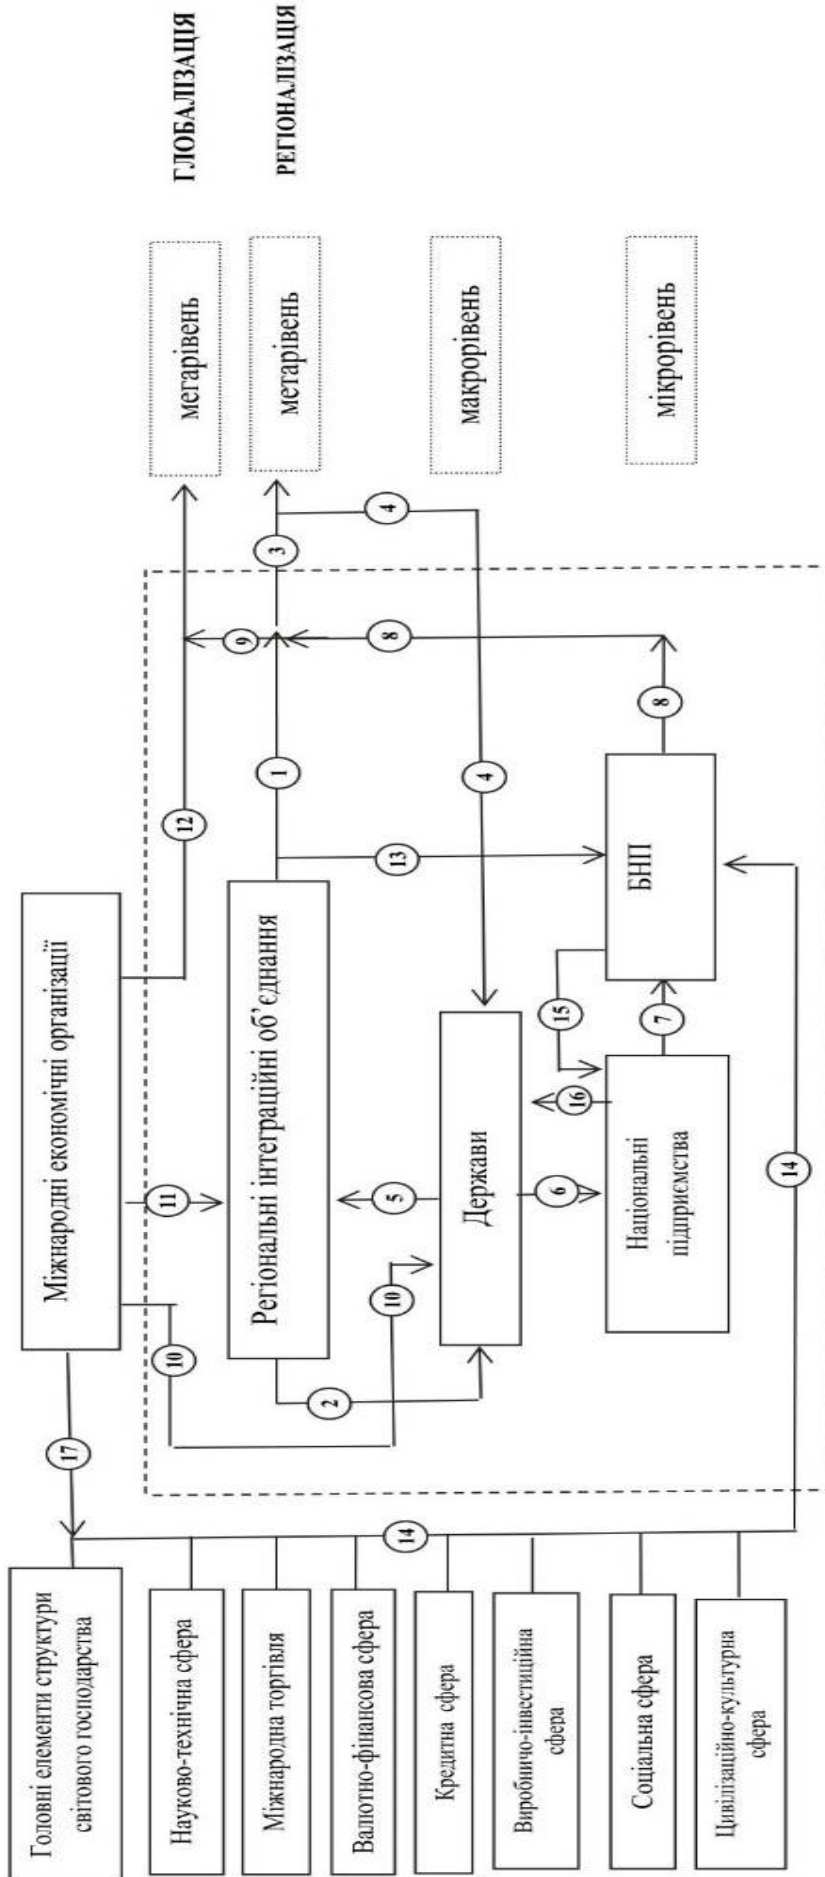 ГЛОБАЛІЗАЦІЯ
РЕГІОНАЛІЗАЦІЯ
мегарівень
метарівень
макрорівень
мікрорівень
Міжнародні економічні організації
Регіональні інтеграційні об’єднання
Держави
Національні
підприємства
БНП
Головні елементи структури
світового господарства
Науково-технічна сфера
Міжнародна торгівля
Валютно-фінансова сфера
Кредитна сфера
Виробничо-інвестиційна
сфера
Соціальна сфера
Цивілізаційно-культурна
сфера
17
10
11
12
10
2
5
13
1
9
3
4
8
4
6
16
15
7
8
14
14